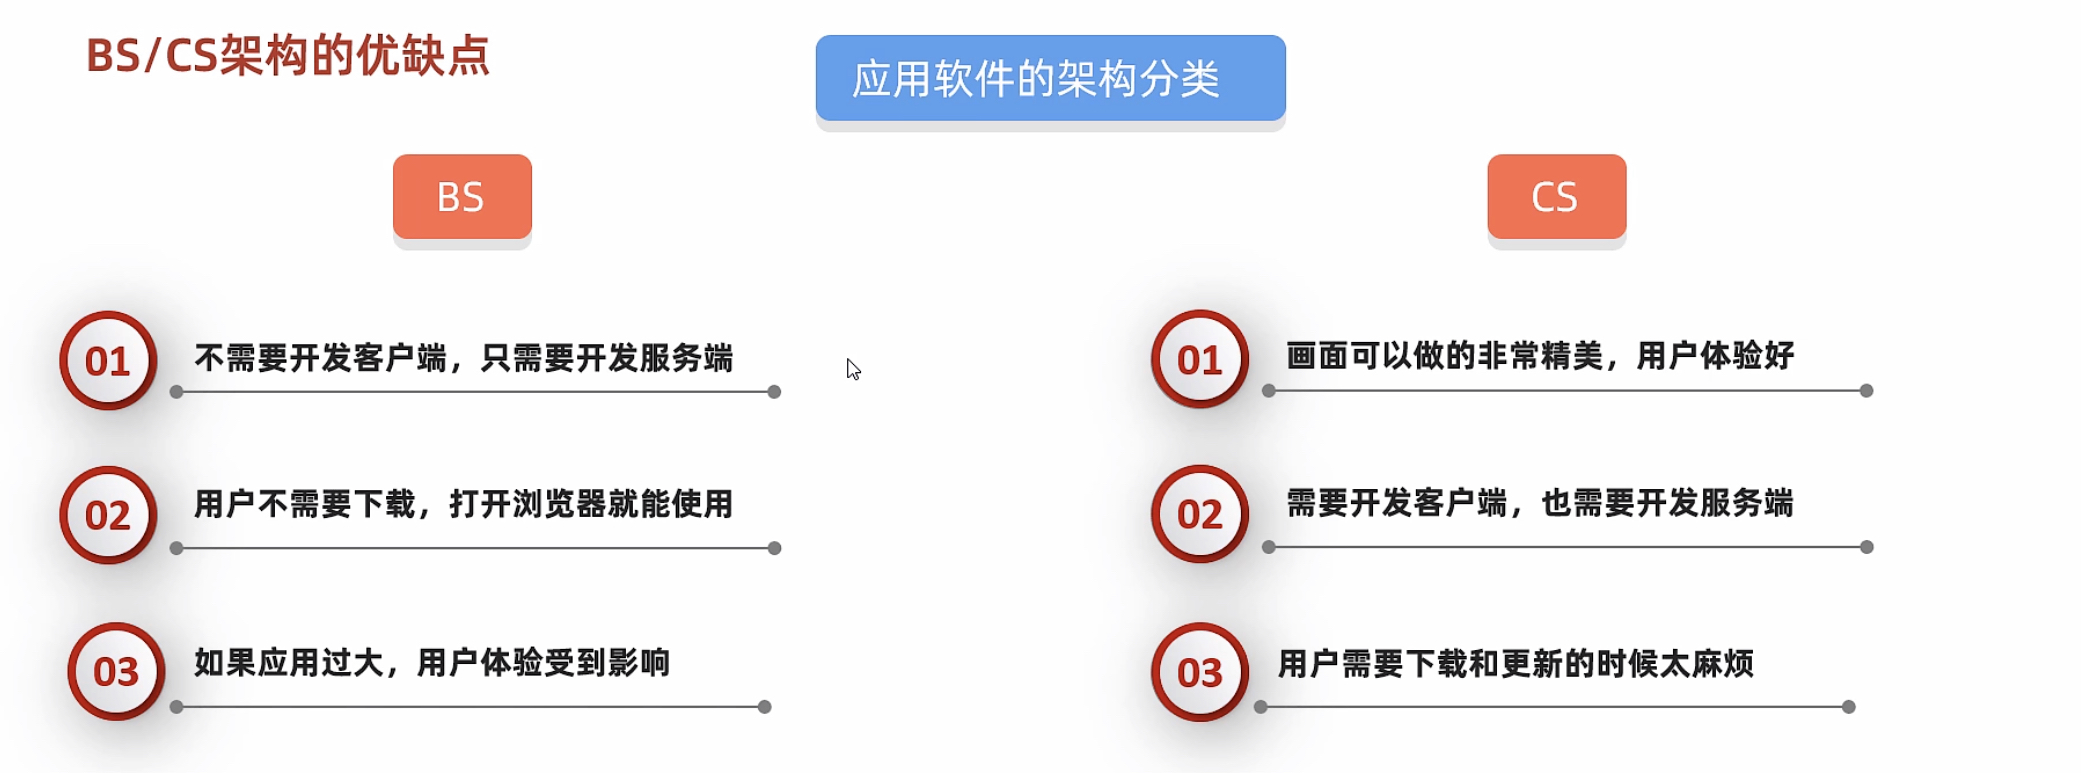 BS/CS架构的优缺点
应用软件的架构分类
BS
CS
01
不需要开发客户端，只需要开发服务端
02
用户不需要下载，打开浏览器就能使用
03
如果应用过大，用户体验受到影响
01
画面可以做的非常精美，用户体验好
02
需要开发客户端，也需要开发服务端
03
用户需要下载和更新的时候太麻烦